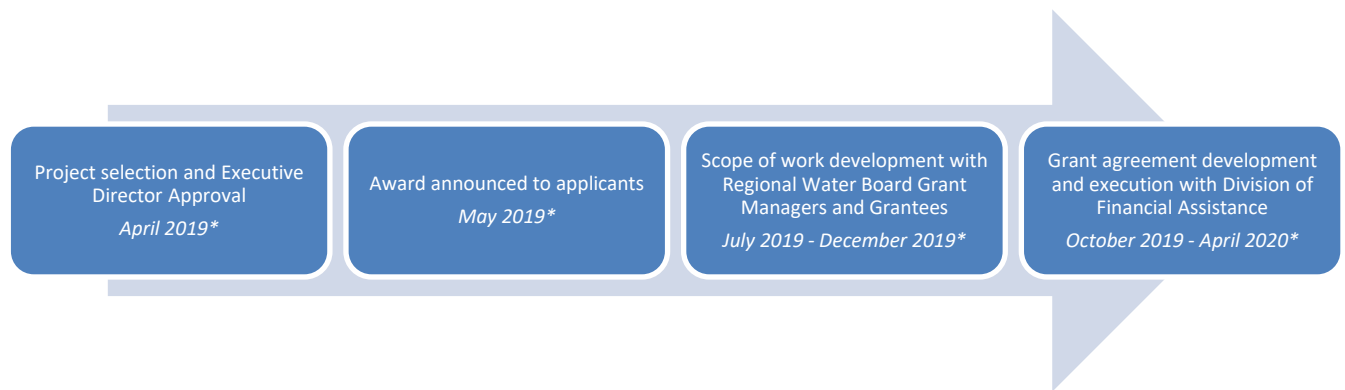 Project selection and Executive
Director Approval
April 2019*
Award announced to applicants
May 2019*
Scope of work development with
Regional Water Board Grant
Managers and Grantees
July 2019 - December 2019*
Grant agreement development
and execution with Division of
Financial Assistance
October 2019 - April 2020*